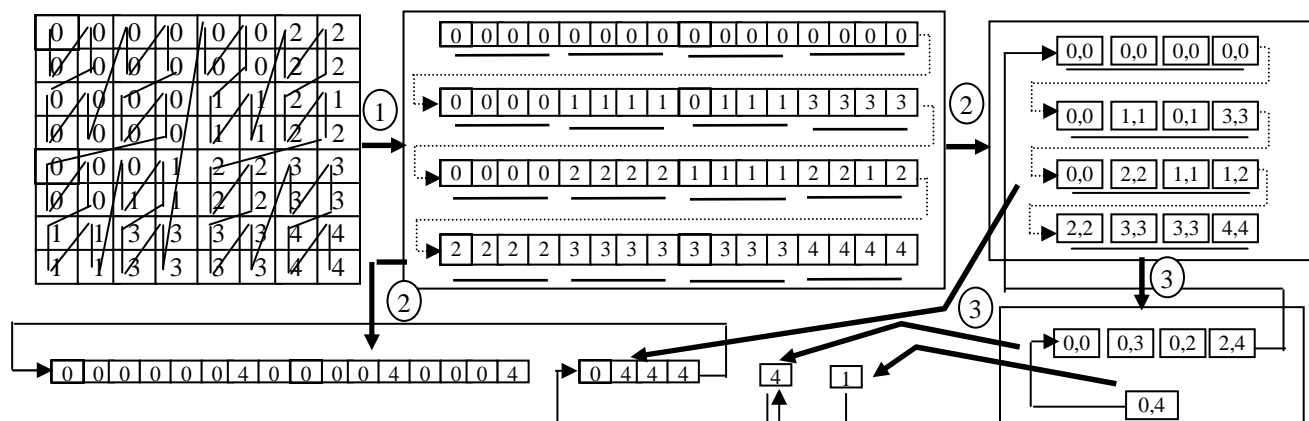 0 0 0 0 0 0 2 2
0 0 0 0 0 0 2 2
0 0 0 0 1 1 2 1
0 0 0 0 1 1 2 2
0 0 0 1 2 2 3 3
0 0 1 1 2 2 3 3
1 1 3 3 3 3 4 4
1 1 3 3 3 3 4 4
1
0 0 0 0 0 0 0 0 0 0 0 0 0 0 0 0
0 0 0 0 1 1 1 1 0 1 1 1 3 3 3 3
0 0 0 0 2 2 2 2 1 1 1 1 2 2 1 2
2 2 2 2 3 3 3 3 3 3 3 3 4 4 4 4
2
0,0 0,0 0,0 0,0
0,0 1,1 0,1 3,3
0,0 2,2 1,1 1,2
2,2 3,3 3,3 4,4
2
3
3
0,0 0,3 0,2 2,4
0,4
0 0 0 0 0 0 4 0 0 0 0 4 0 0 0 4
0 4 4 4
4
1